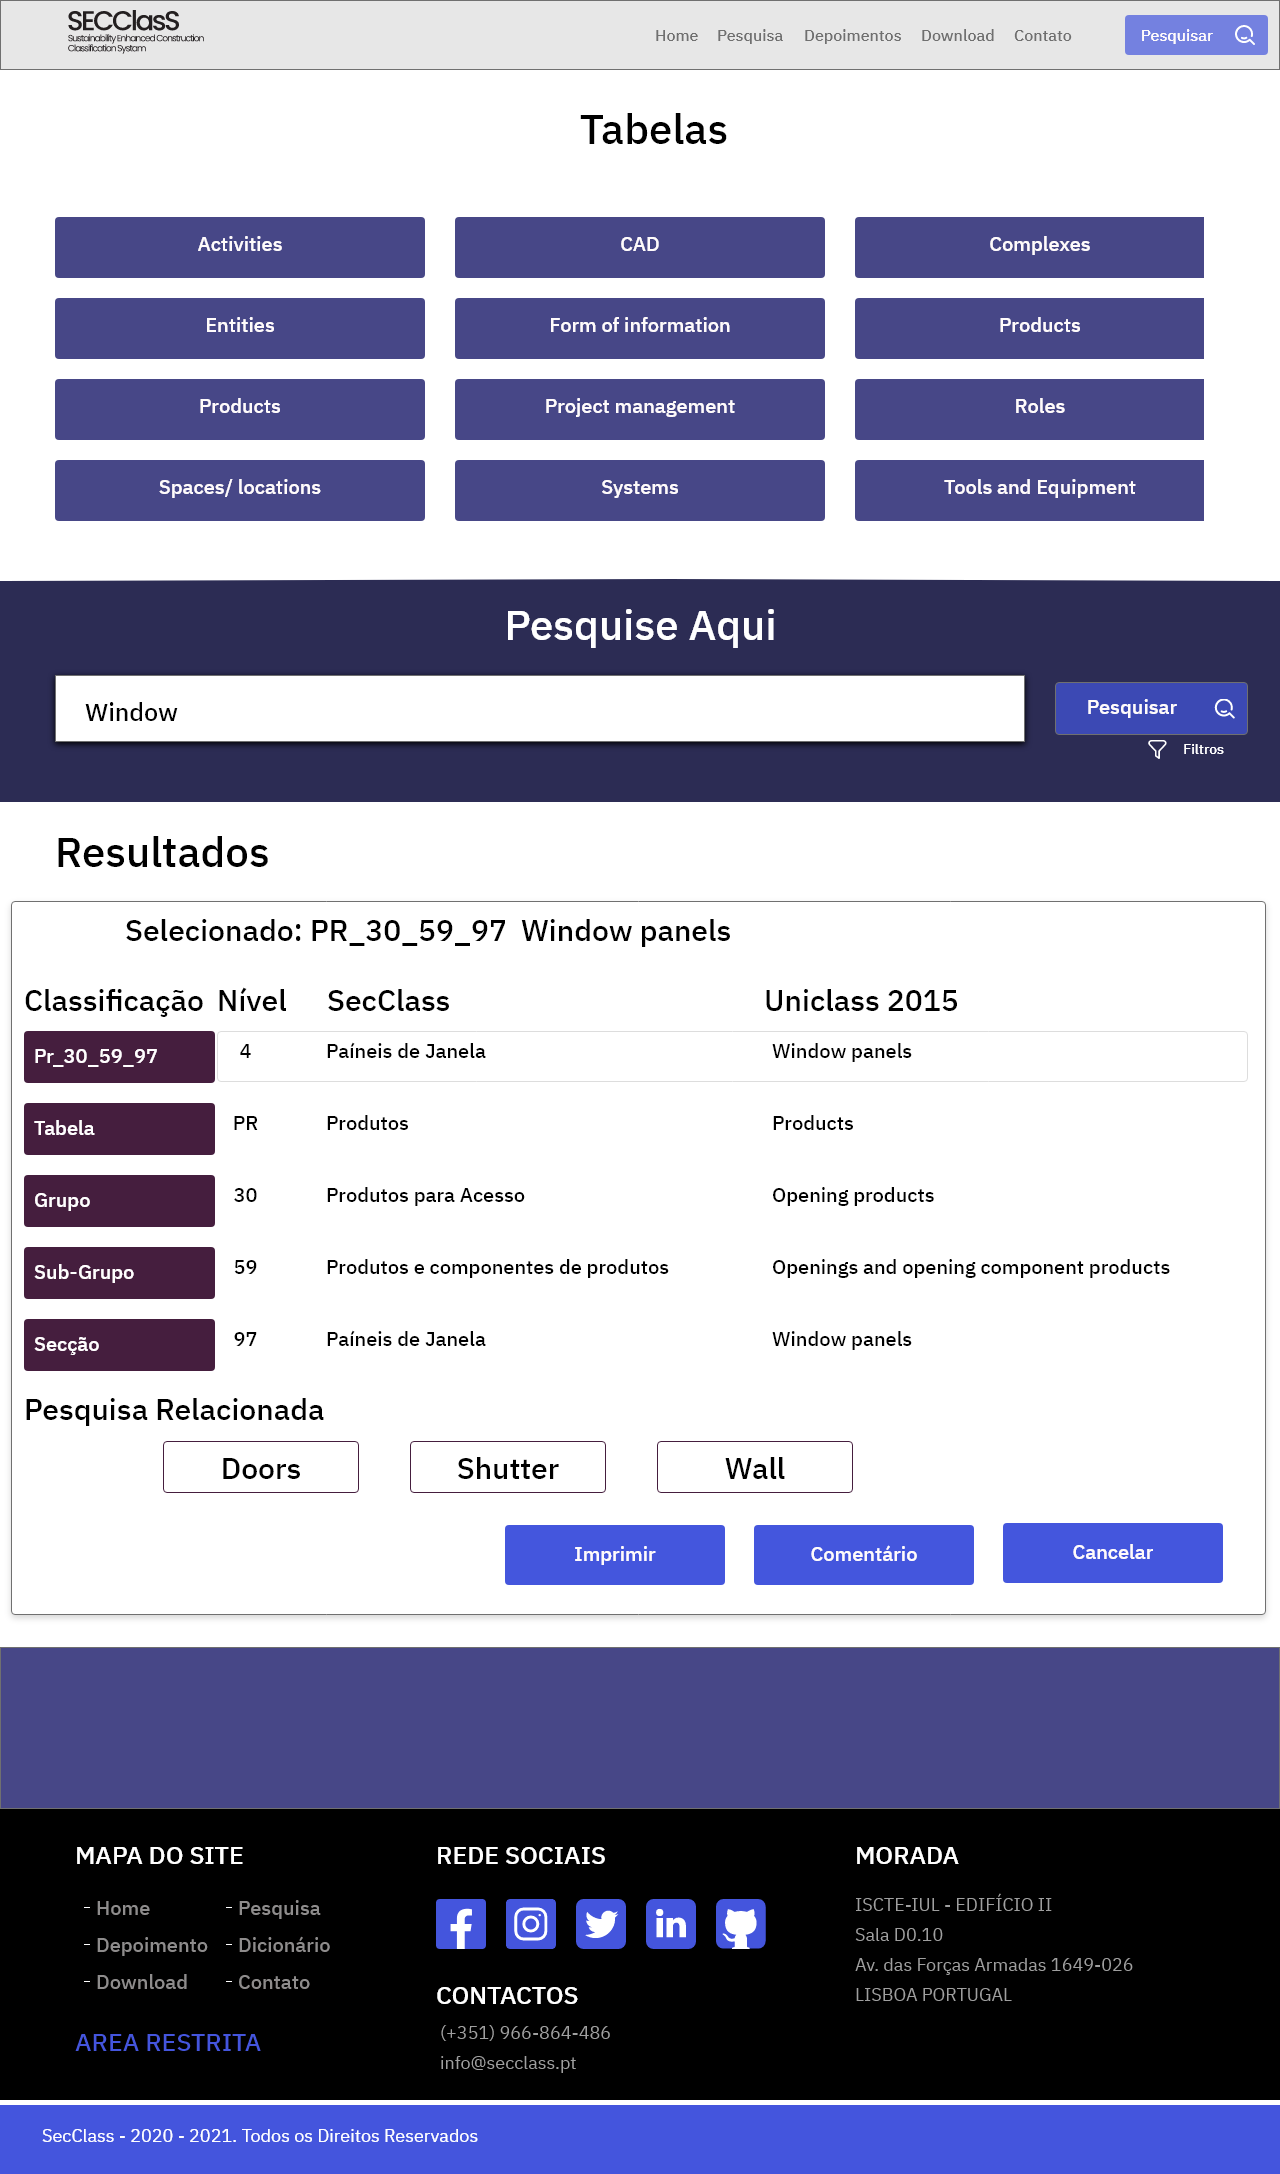 SECClasS
Sustainability Enhanced Construction
Classification System
Home Pesquisa Depoimentos Download Contato Pesquisar
Tabelas
Activities CAD Complexes
Entities Form of information Products
Products Project management Roles
Spaces/ locations Systems Tools and Equipment
Pesquise Aqui
Window Pesquisar
Filtros
Resultados
Selecionado: PR_30_59_97 Window panels
Classificação Nível SecClass Uniclass 2015
Pr_30_59_97 4 Paíneis de Janela Window panels
Tabela PR Produtos Products
Grupo 30 Produtos para Acesso Opening products
Sub-Grupo 59 Produtos e componentes de produtos Openings and opening component products
Secção 97 Paíneis de Janela Window panels
Pesquisa Relacionada
Doors Shutter Wall
Imprimir Comentário Cancelar
MAPA DO SITE REDE SOCIAIS MORADA
- Home - Pesquisa
- Depoimento - Dicionário
- Download - Contato
AREA RESTRITA
CONTACTOS
(+351) 966-864-486
info@secclass.pt
ISCTE-IUL - EDIFÍCIO II
Sala D0.10
Av. das Forças Armadas 1649-026
LISBOA PORTUGAL
SecClass - 2020 - 2021. Todos os Direitos Reservados